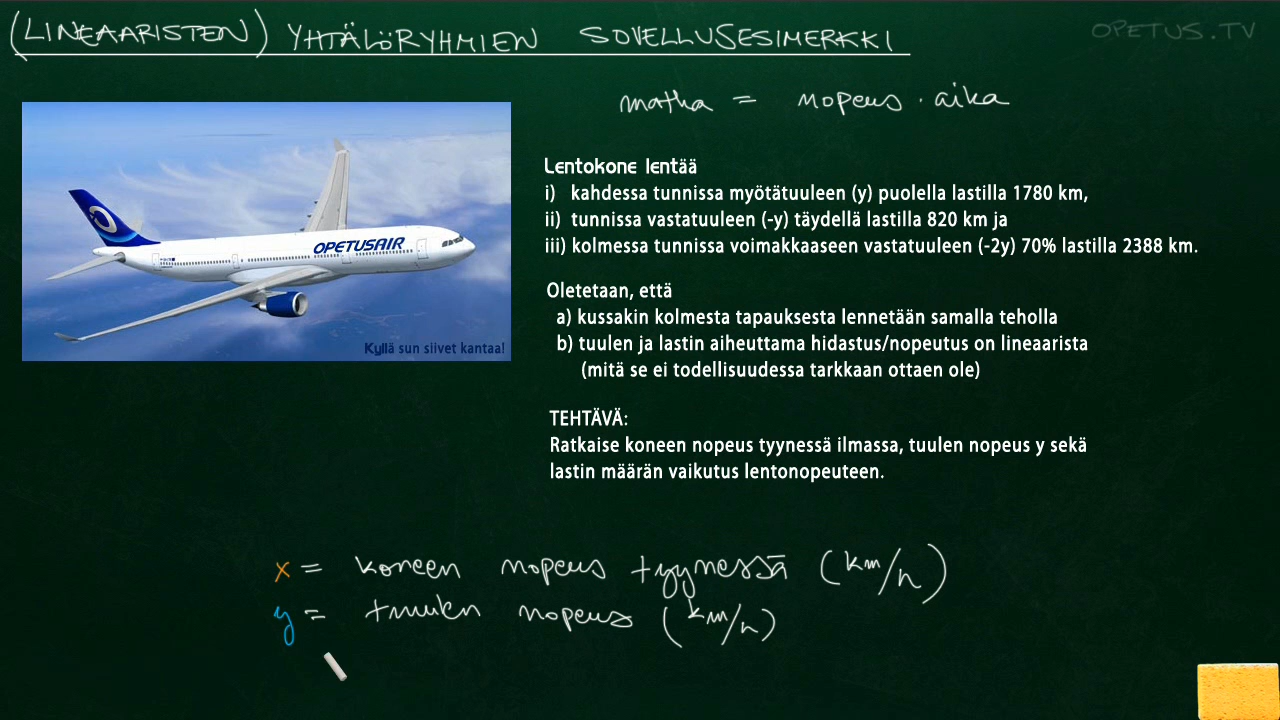 (LINEAARISTEN) YHTÄLÖRYHMIEN SOVELLUSESIMERKKI
OPETUS.TV
matka = nopeus · aika
OPETUSAIR
Kyllä sun siivet kantaa!
Lentokone lentää
i) kahdessa tunnissa myötätuuleen (y) puolella lastilla 1780 km,
ii) tunnissa vastatuuleen (-y) täydellä lastilla 820 km ja
iii) kolmessa tunnissa voimakkaaseen vastatuuleen (-2y) 70% lastilla 2388 km.
Oletetaan, että
a) kussakin kolmesta tapauksesta lennetään samalla teholla
b) tuulen ja lastin aiheuttama hidastus/nopeutus on lineaarista
(mitä se ei todellisuudessa tarkkaan ottaen ole)
TEHTÄVÄ:
Ratkaise koneen nopeus tyynessä ilmassa, tuulen nopeus y sekä
lastin määrän vaikutus lentonopeuteen.
x = koneen nopeus tyynessä (km/h)
y = tuulen nopeus (km/h)